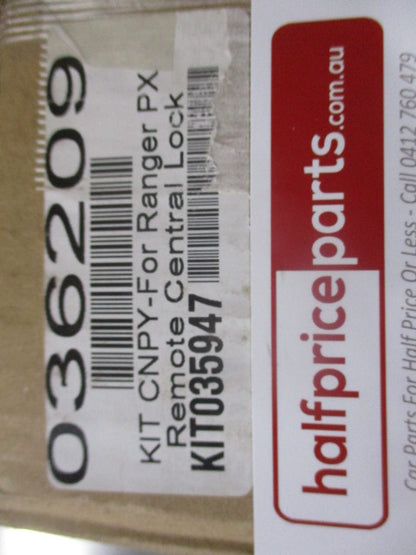 036209
KIT CNPY-For Ranger PX
Remote Central Lock
KIT035947
halfpriceparts.com.au
Car Parts For Half Price Or Less. Call 0412 760 479